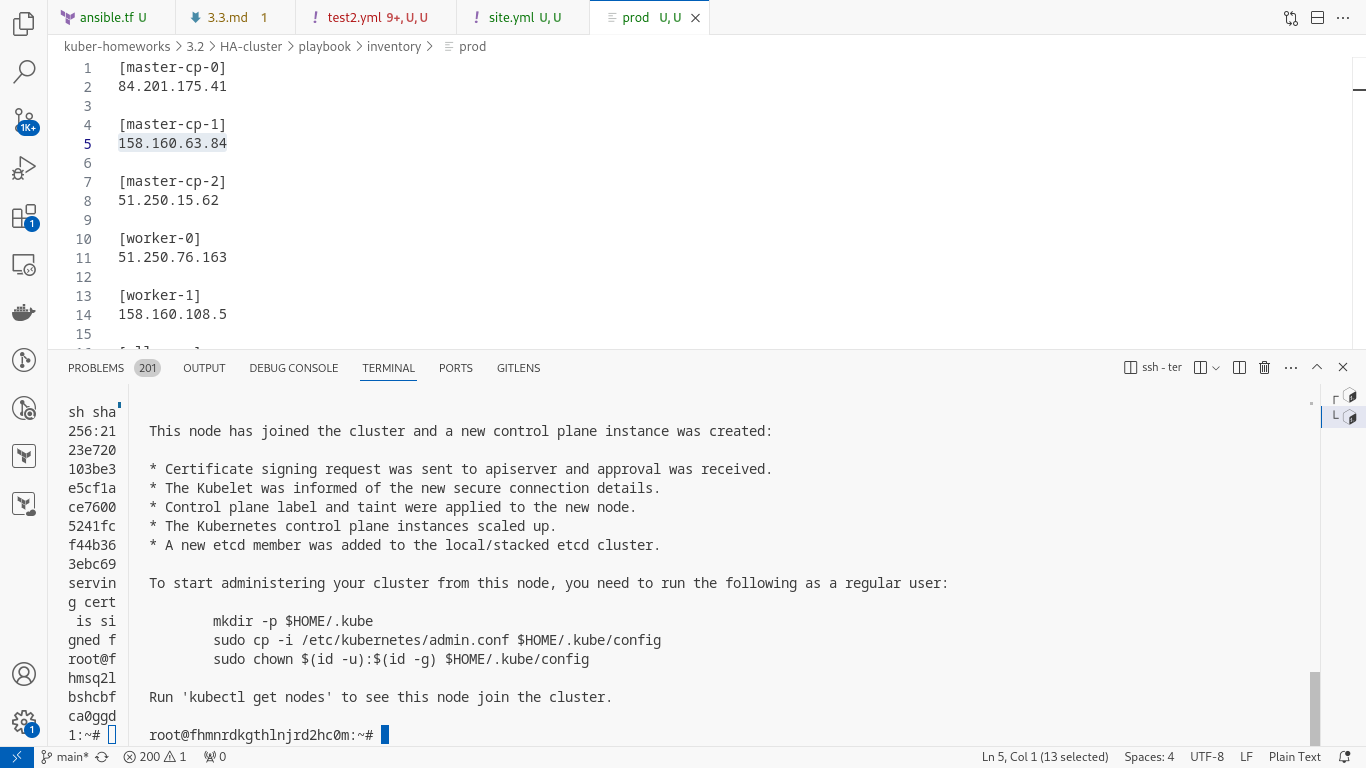 ansible.tf U
3.3.md 1
! test2.yml 9+, U, U
! site.yml U, U
prod U, U
kuber-homeworks > 3.2 > HA-cluster > playbook > inventory > prod
1 [master-cp-0]
2 84.201.175.41
3
4 [master-cp-1]
5 158.160.63.84
6
7 [master-cp-2]
8 51.250.15.62
9
10 [worker-0]
11 51.250.76.163
12
13 [worker-1]
14 158.160.108.5
15
1K+
1
1
PROBLEMS 201 OUTPUT DEBUG CONSOLE TERMINAL PORTS GITLENS
ssh - ter
sh sha
256:21
23e720
103be3
e5cf1a
ce7600
5241fc
f44b36
3ebc69
servin
g cert
is si
gned f
root@f
hmsq2l
bshcbf
ca0ggd
1:~#
This node has joined the cluster and a new control plane instance was created:
* Certificate signing request was sent to apiserver and approval was received.
* The Kubelet was informed of the new secure connection details.
* Control plane label and taint were applied to the new node.
* The Kubernetes control plane instances scaled up.
* A new etcd member was added to the local/stacked etcd cluster.
To start administering your cluster from this node, you need to run the following as a regular user:
mkdir -p $HOME/.kube
sudo cp -i /etc/kubernetes/admin.conf $HOME/.kube/config
sudo chown $(id -u):$(id -g) $HOME/.kube/config
Run 'kubectl get nodes' to see this node join the cluster.
root@fhmnrdkgthlnjrd2hc0m:~#
main* 200 1 0
Ln 5, Col 1 (13 selected) Spaces: 4 UTF-8 LF Plain Text